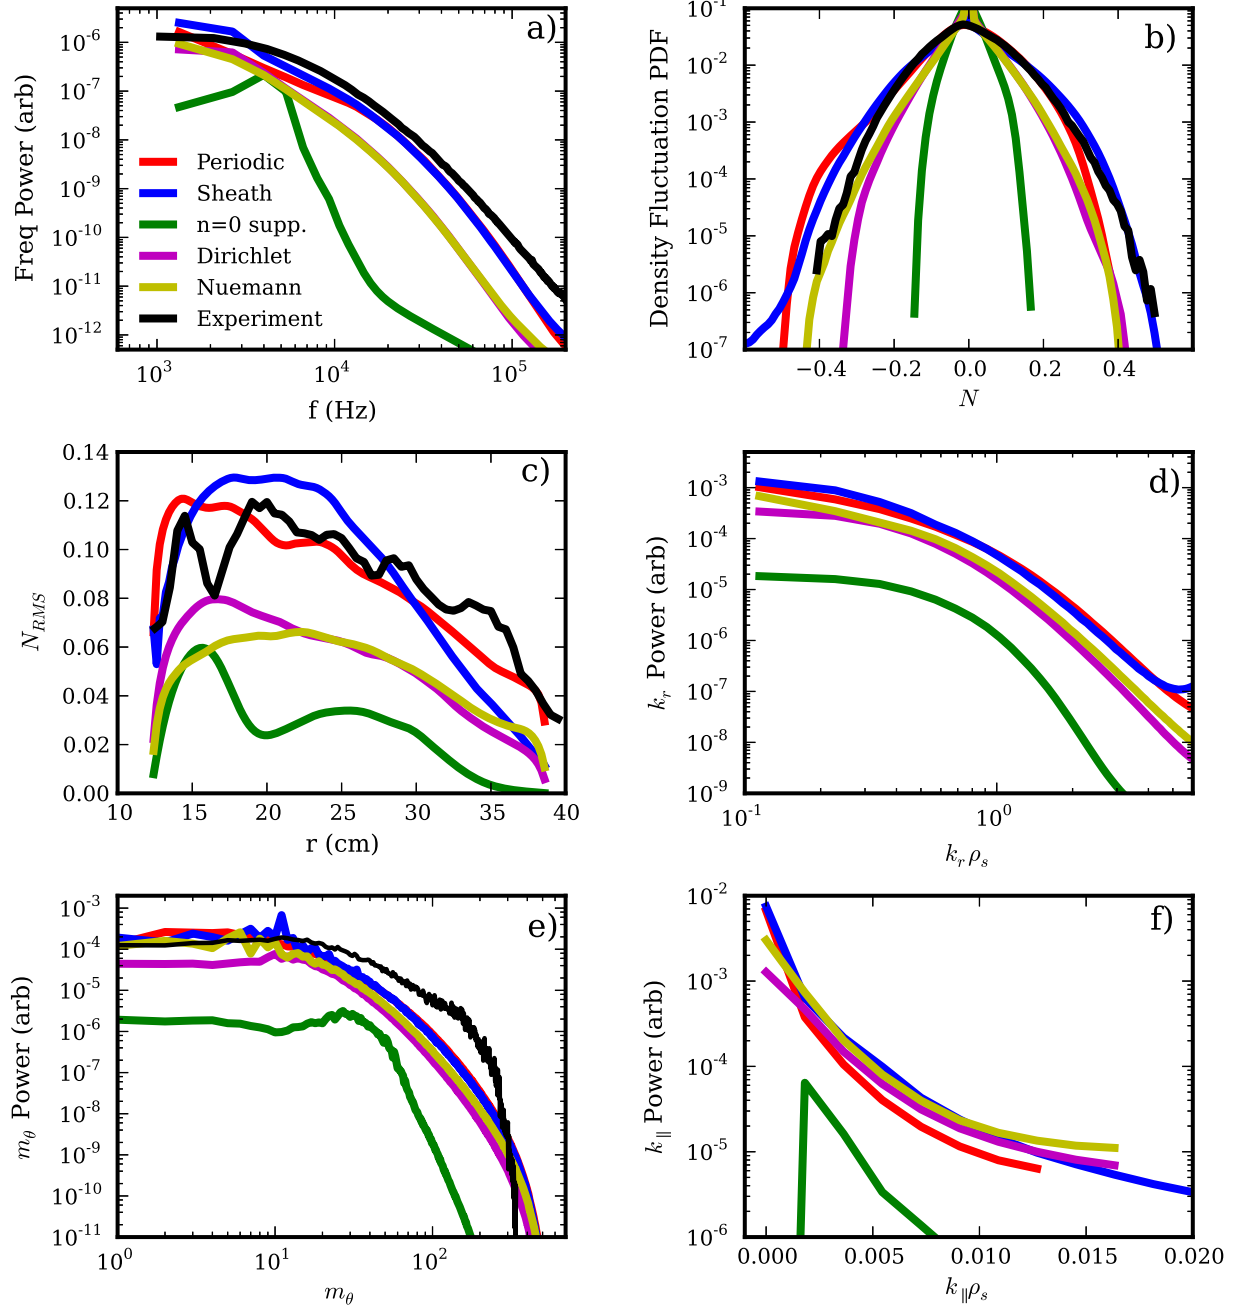 a)
Freq Power (arb)
10^-6
10^-7
10^-8
10^-9
10^-10
10^-11
10^-12
Periodic
Sheath
n=0 supp.
Dirichlet
Nuemann
Experiment
10^3 10^4 10^5
f (Hz)
b)
Density Fluctuation PDF
10^-1
10^-2
10^-3
10^-4
10^-5
10^-6
10^-7
−0.4 −0.2 0.0 0.2 0.4
N
c)
N_RMS
0.14
0.12
0.10
0.08
0.06
0.04
0.02
0.00
10 15 20 25 30 35 40
r (cm)
d)
k_r Power (arb)
10^-3
10^-4
10^-5
10^-6
10^-7
10^-8
10^-9
10^-1 10^0
k_r ρ_s
e)
m_θ Power (arb)
10^-3
10^-4
10^-5
10^-6
10^-7
10^-8
10^-9
10^-10
10^-11
10^0 10^1 10^2
m_θ
f)
k_∥ Power (arb)
10^-2
10^-3
10^-4
10^-5
10^-6
0.000 0.005 0.010 0.015 0.020
k_∥ρ_s